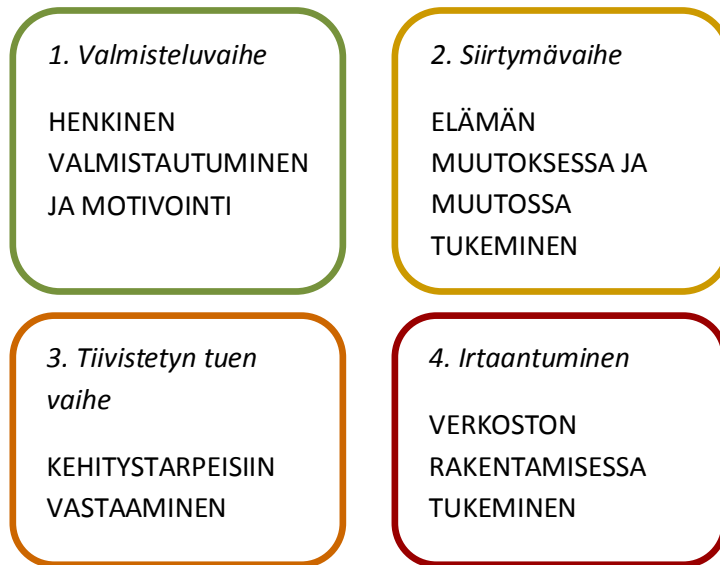 1. Valmisteluvaihe
HENKINEN
VALMISTAUTUMINEN
JA MOTIVOINTI
2. Siirtymävaihe
ELÄMÄN
MUUTOKSESSA JA
MUUTOSSA
TUKEMINEN
3. Tiivistetyn tuen
vaihe
KEHITYSTARPEISIIN
VASTAAMINEN
4. Irtaantuminen
VERKOSTON
RAKENTAMISESSA
TUKEMINEN